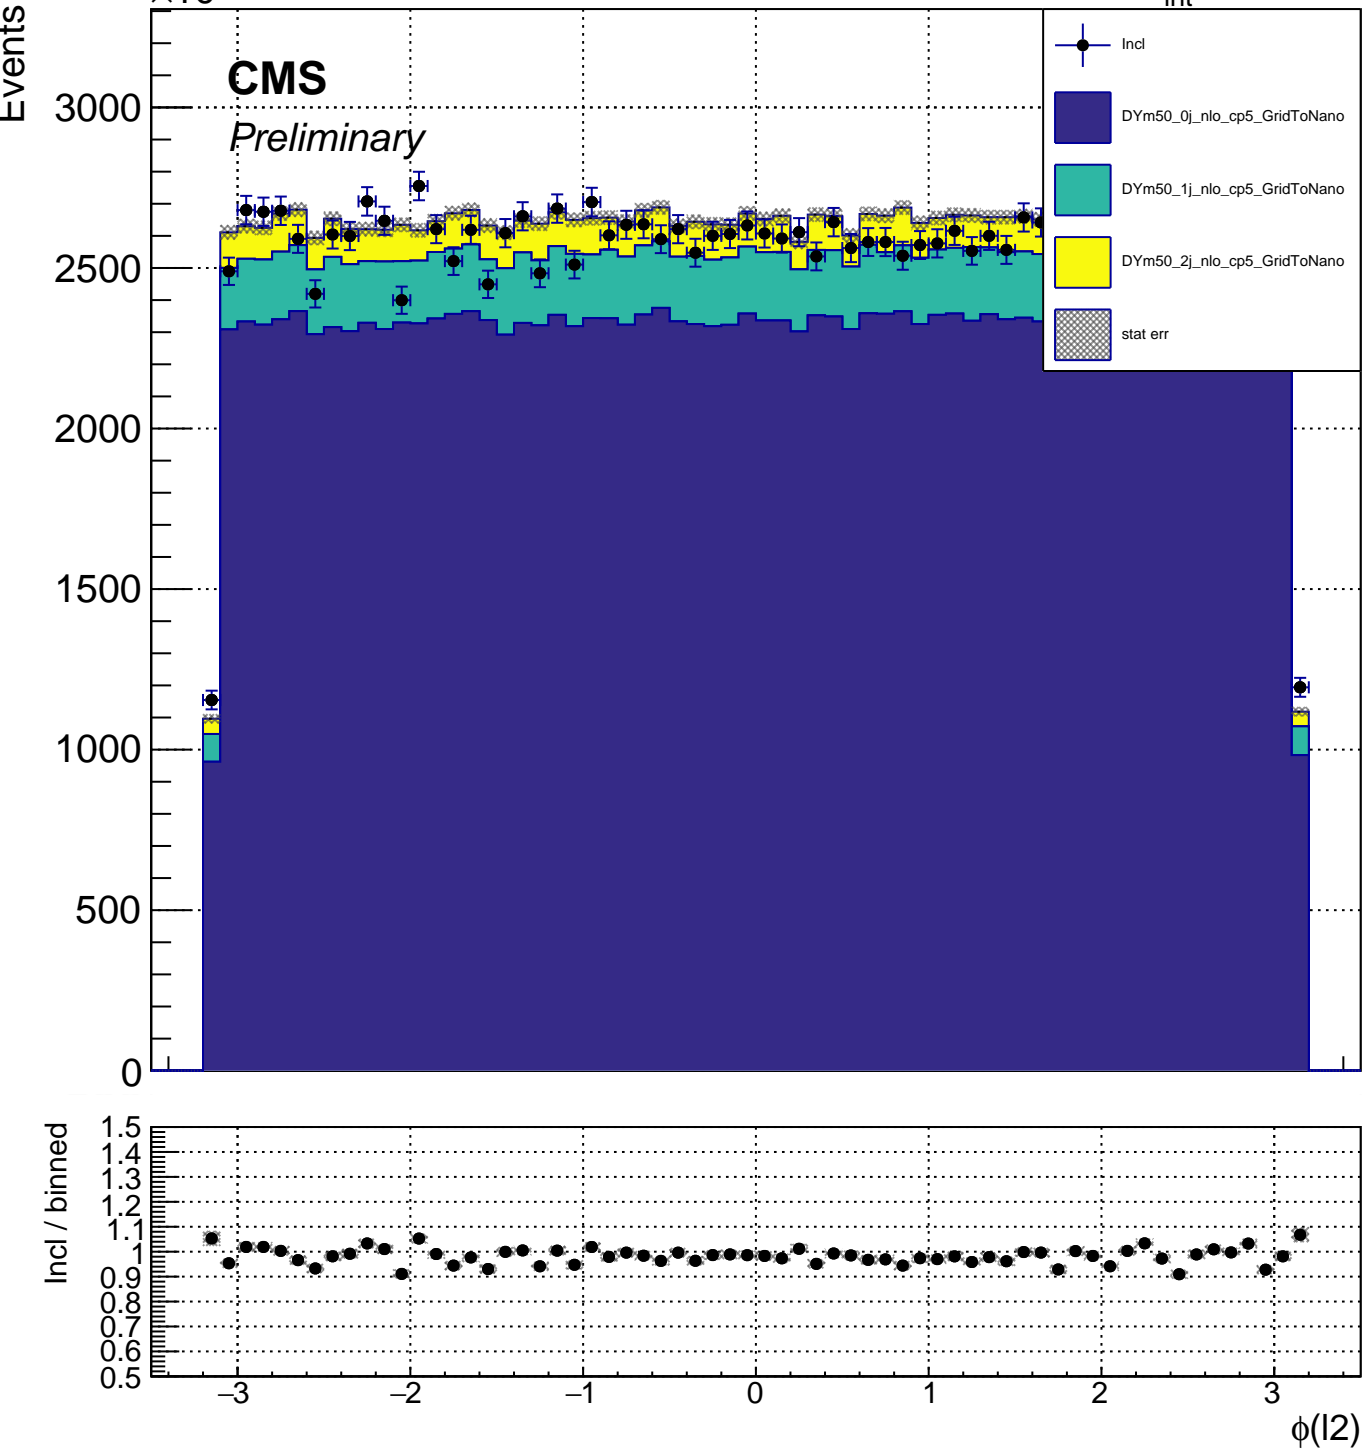 Events
CMS
Preliminary
int
Incl
DYm50_0j_nlo_cp5_GridToNano
DYm50_1j_nlo_cp5_GridToNano
DYm50_2j_nlo_cp5_GridToNano
stat err
3000
2500
2000
1500
1000
500
0
Incl / binned
1.5
1.4
1.3
1.2
1.1
1
0.9
0.8
0.7
0.6
0.5
−3 −2 −1 0 1 2 3
ϕ(l2)